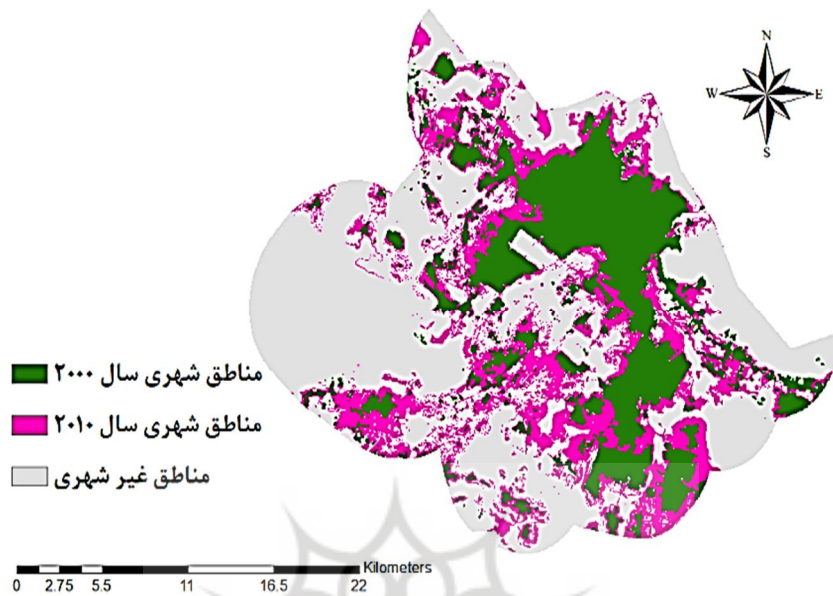 N
W E
S
مناطق شهری سال ۲۰۰۰
مناطق شهری سال ۲۰۱۰
مناطق غیر شهری
Kilometers
0 2.75 5.5 11 16.5 22